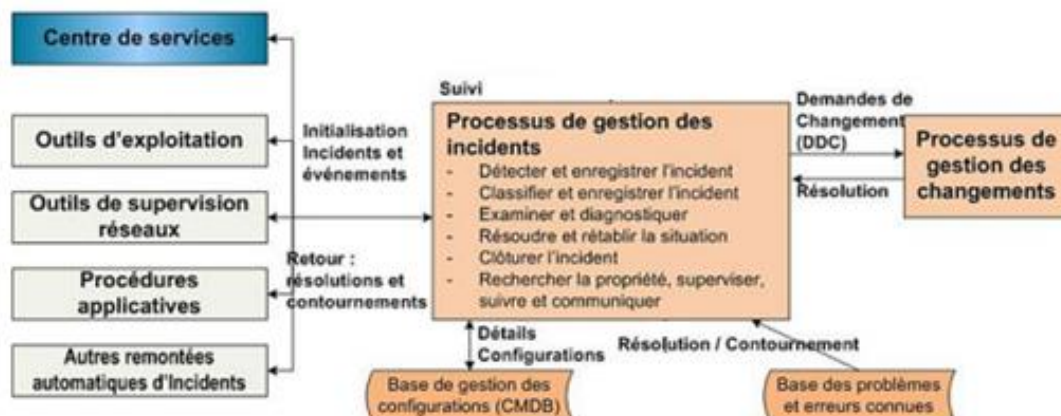 Centre de services
Outils d'exploitation
Outils de supervision
réseaux
Procédures
applicatives
Autres remontées
automatiques d'Incidents
Initialisation
Incidents et
événements
Retour :
résolutions et
contournements
Suivi
Processus de gestion des
incidents
- Détecter et enregistrer l'incident
- Classifier et enregistrer l'incident
- Examiner et diagnostiquer
- Résoudre et rétablir la situation
- Clôturer l'incident
- Rechercher la propriété, superviser,
suivre et communiquer
Demandes de
Changement
(DDC)
Résolution
Processus de
gestion des
changements
Détails
Configurations
Résolution / Contournement
Base de gestion des
configurations (CMDB)
Base des problèmes
et erreurs connues